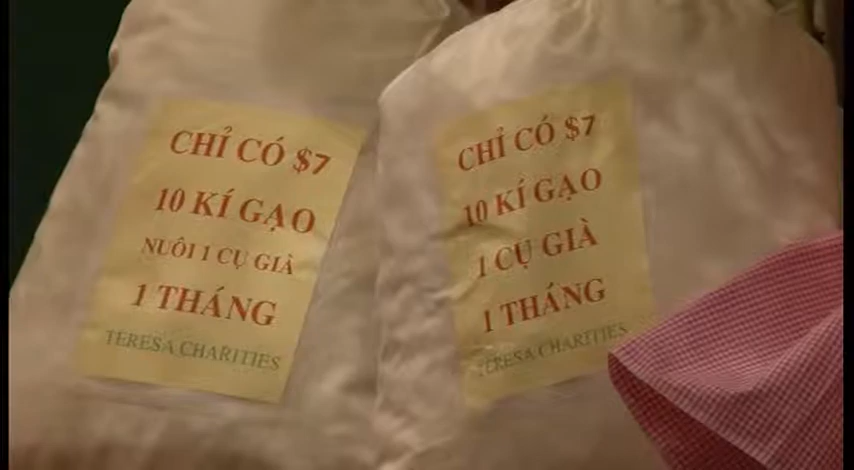 CHỈ CÓ $7
10 KÍ GẠO
NUÔI 1 CỤ GIÀ
1 THÁNG
TERESA CHARITIES
CHỈ CÓ $7
10 KÍ GẠO
1 CỤ GIÀ
1 THÁNG
TERESA CHARITIES